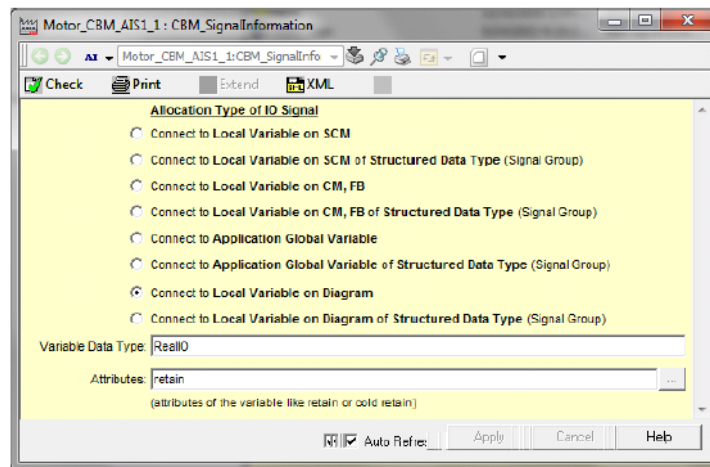 Motor_CBM_AIS1_1 : CBM_SignalInformation
AI Motor_CBM_AIS1_1:CBM_SignalInfo
Check Print Extend XML
Allocation Type of IO Signal
Connect to Local Variable on SCM
Connect to Local Variable on SCM of Structured Data Type (Signal Group)
Connect to Local Variable on CM, FB
Connect to Local Variable on CM, FB of Structured Data Type (Signal Group)
Connect to Application Global Variable
Connect to Application Global Variable of Structured Data Type (Signal Group)
Connect to Local Variable on Diagram
Connect to Local Variable on Diagram of Structured Data Type (Signal Group)
Variable Data Type: RealIO
Attributes: retain ...
(attributes of the variable like retain or cold retain)
Auto Refre Apply Cancel Help